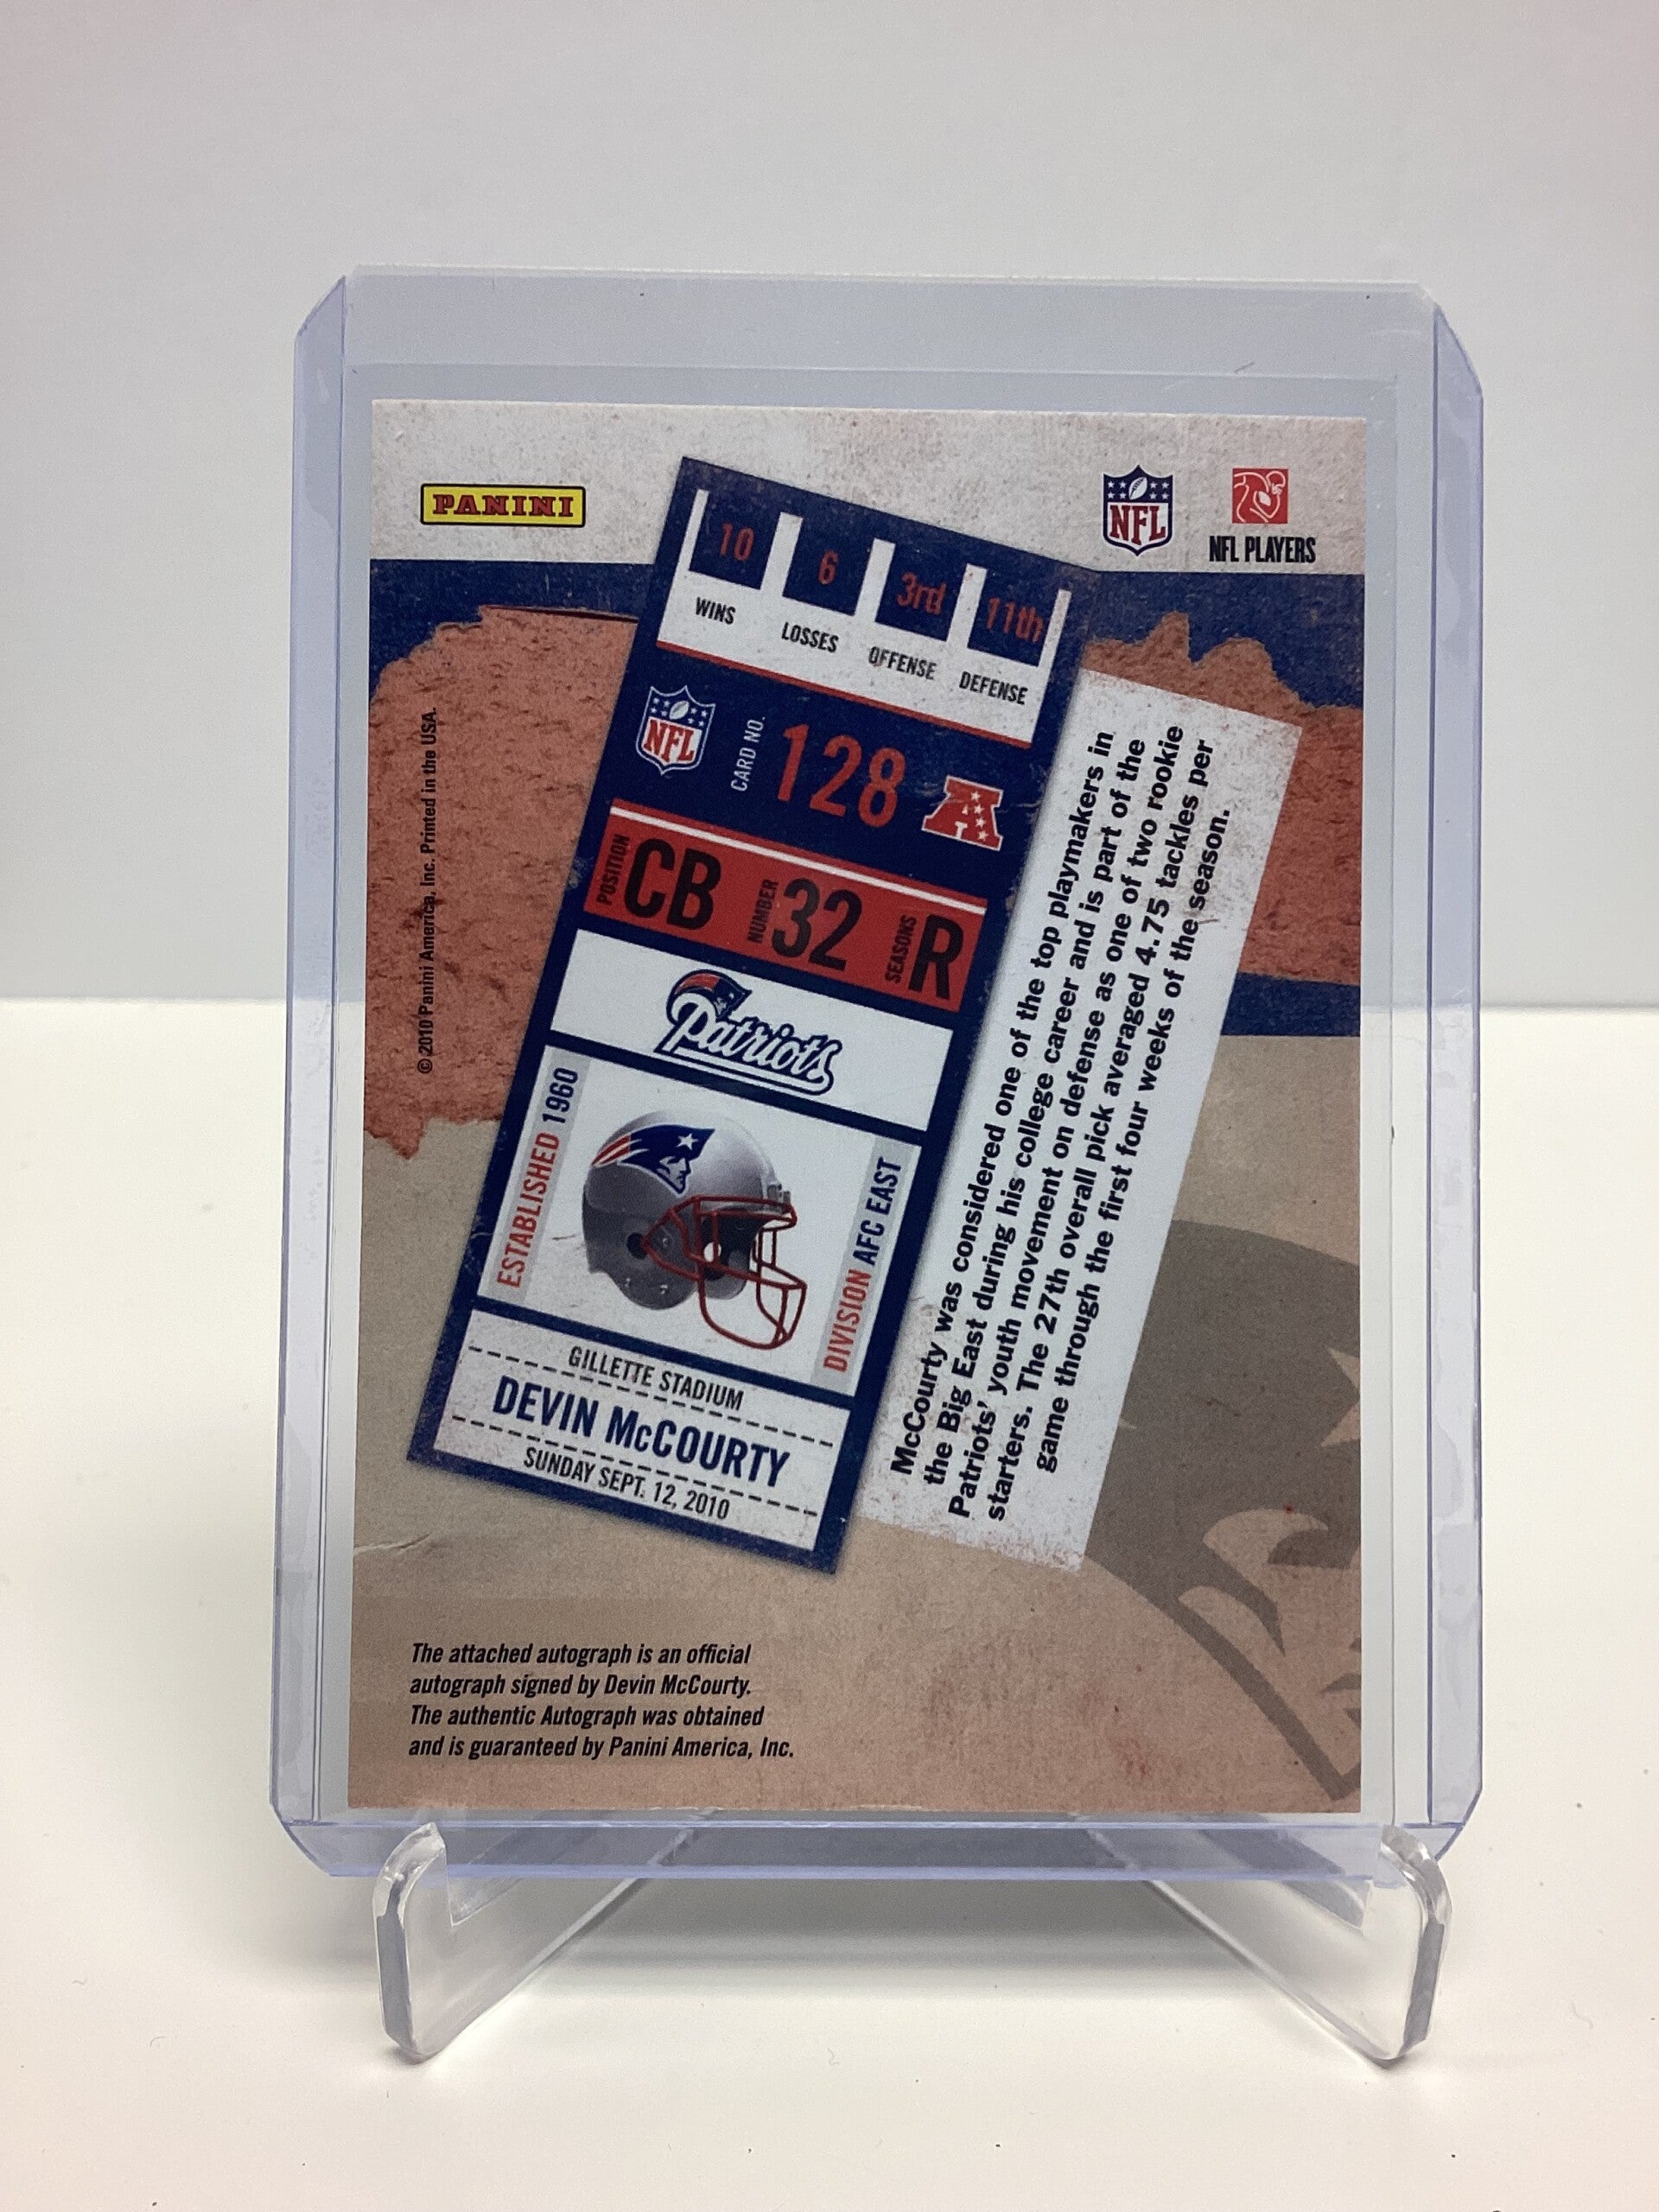 PANINI
NFL
NFL PLAYERS
10 6 3rd 11th
WINS LOSSES OFFENSE DEFENSE
NFL
CARD NO. 128
A
POSITION CB NUMBER 32 SEASONS R
Patriots
ESTABLISHED 1960
DIVISION AFC EAST
GILLETTE STADIUM
DEVIN McCOURTY
SUNDAY SEPT. 12, 2010
McCourty was considered one of the top playmakers in
the Big East during his college career and is part of the
Patriots' youth movement on defense as one of two rookie
starters. The 27th overall pick averaged 4.75 tackles per
game through the first four weeks of the season.
© 2010 Panini America, Inc. Printed in the USA.
The attached autograph is an official
autograph signed by Devin McCourty.
The authentic Autograph was obtained
and is guaranteed by Panini America, Inc.